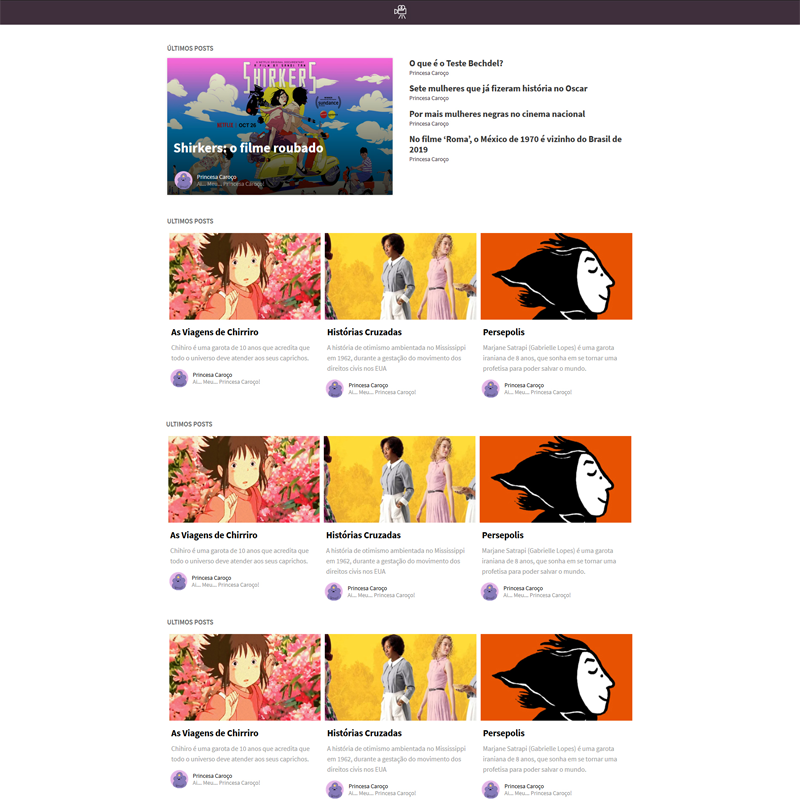 ÚLTIMOS POSTS
A FILM BY SANDI TAN
SHIRKERS
sundance
NETFLIX | OCT 26
Shirkers: o filme roubado
Princesa Caroço
Ai... Meu... Princesa Caroço!
O que é o Teste Bechdel?
Princesa Caroço
Sete mulheres que já fizeram história no Oscar
Princesa Caroço
Por mais mulheres negras no cinema nacional
Princesa Caroço
No filme ‘Roma’, o México de 1970 é vizinho do Brasil de
2019
Princesa Caroço
ULTIMOS POSTS
As Viagens de Chirriro
Chihiro é uma garota de 10 anos que acredita que
todo o universo deve atender aos seus caprichos.
Princesa Caroço
Ai... Meu... Princesa Caroço!
Histórias Cruzadas
A história de otimismo ambientada no Mississippi
em 1962, durante a gestação do movimento dos
direitos civis nos EUA
Princesa Caroço
Ai... Meu... Princesa Caroço!
Persepolis
Marjane Satrapi (Gabrielle Lopes) é uma garota
iraniana de 8 anos, que sonha em se tornar uma
profetisa para poder salvar o mundo.
Princesa Caroço
Ai... Meu... Princesa Caroço!
ULTIMOS POSTS
As Viagens de Chirriro
Chihiro é uma garota de 10 anos que acredita que
todo o universo deve atender aos seus caprichos.
Princesa Caroço
Ai... Meu... Princesa Caroço!
Histórias Cruzadas
A história de otimismo ambientada no Mississippi
em 1962, durante a gestação do movimento dos
direitos civis nos EUA
Princesa Caroço
Ai... Meu... Princesa Caroço!
Persepolis
Marjane Satrapi (Gabrielle Lopes) é uma garota
iraniana de 8 anos, que sonha em se tornar uma
profetisa para poder salvar o mundo.
Princesa Caroço
Ai... Meu... Princesa Caroço!
ULTIMOS POSTS
As Viagens de Chirriro
Chihiro é uma garota de 10 anos que acredita que
todo o universo deve atender aos seus caprichos.
Princesa Caroço
Ai... Meu... Princesa Caroço!
Histórias Cruzadas
A história de otimismo ambientada no Mississippi
em 1962, durante a gestação do movimento dos
direitos civis nos EUA
Princesa Caroço
Ai... Meu... Princesa Caroço!
Persepolis
Marjane Satrapi (Gabrielle Lopes) é uma garota
iraniana de 8 anos, que sonha em se tornar uma
profetisa para poder salvar o mundo.
Princesa Caroço
Ai... Meu... Princesa Caroço!